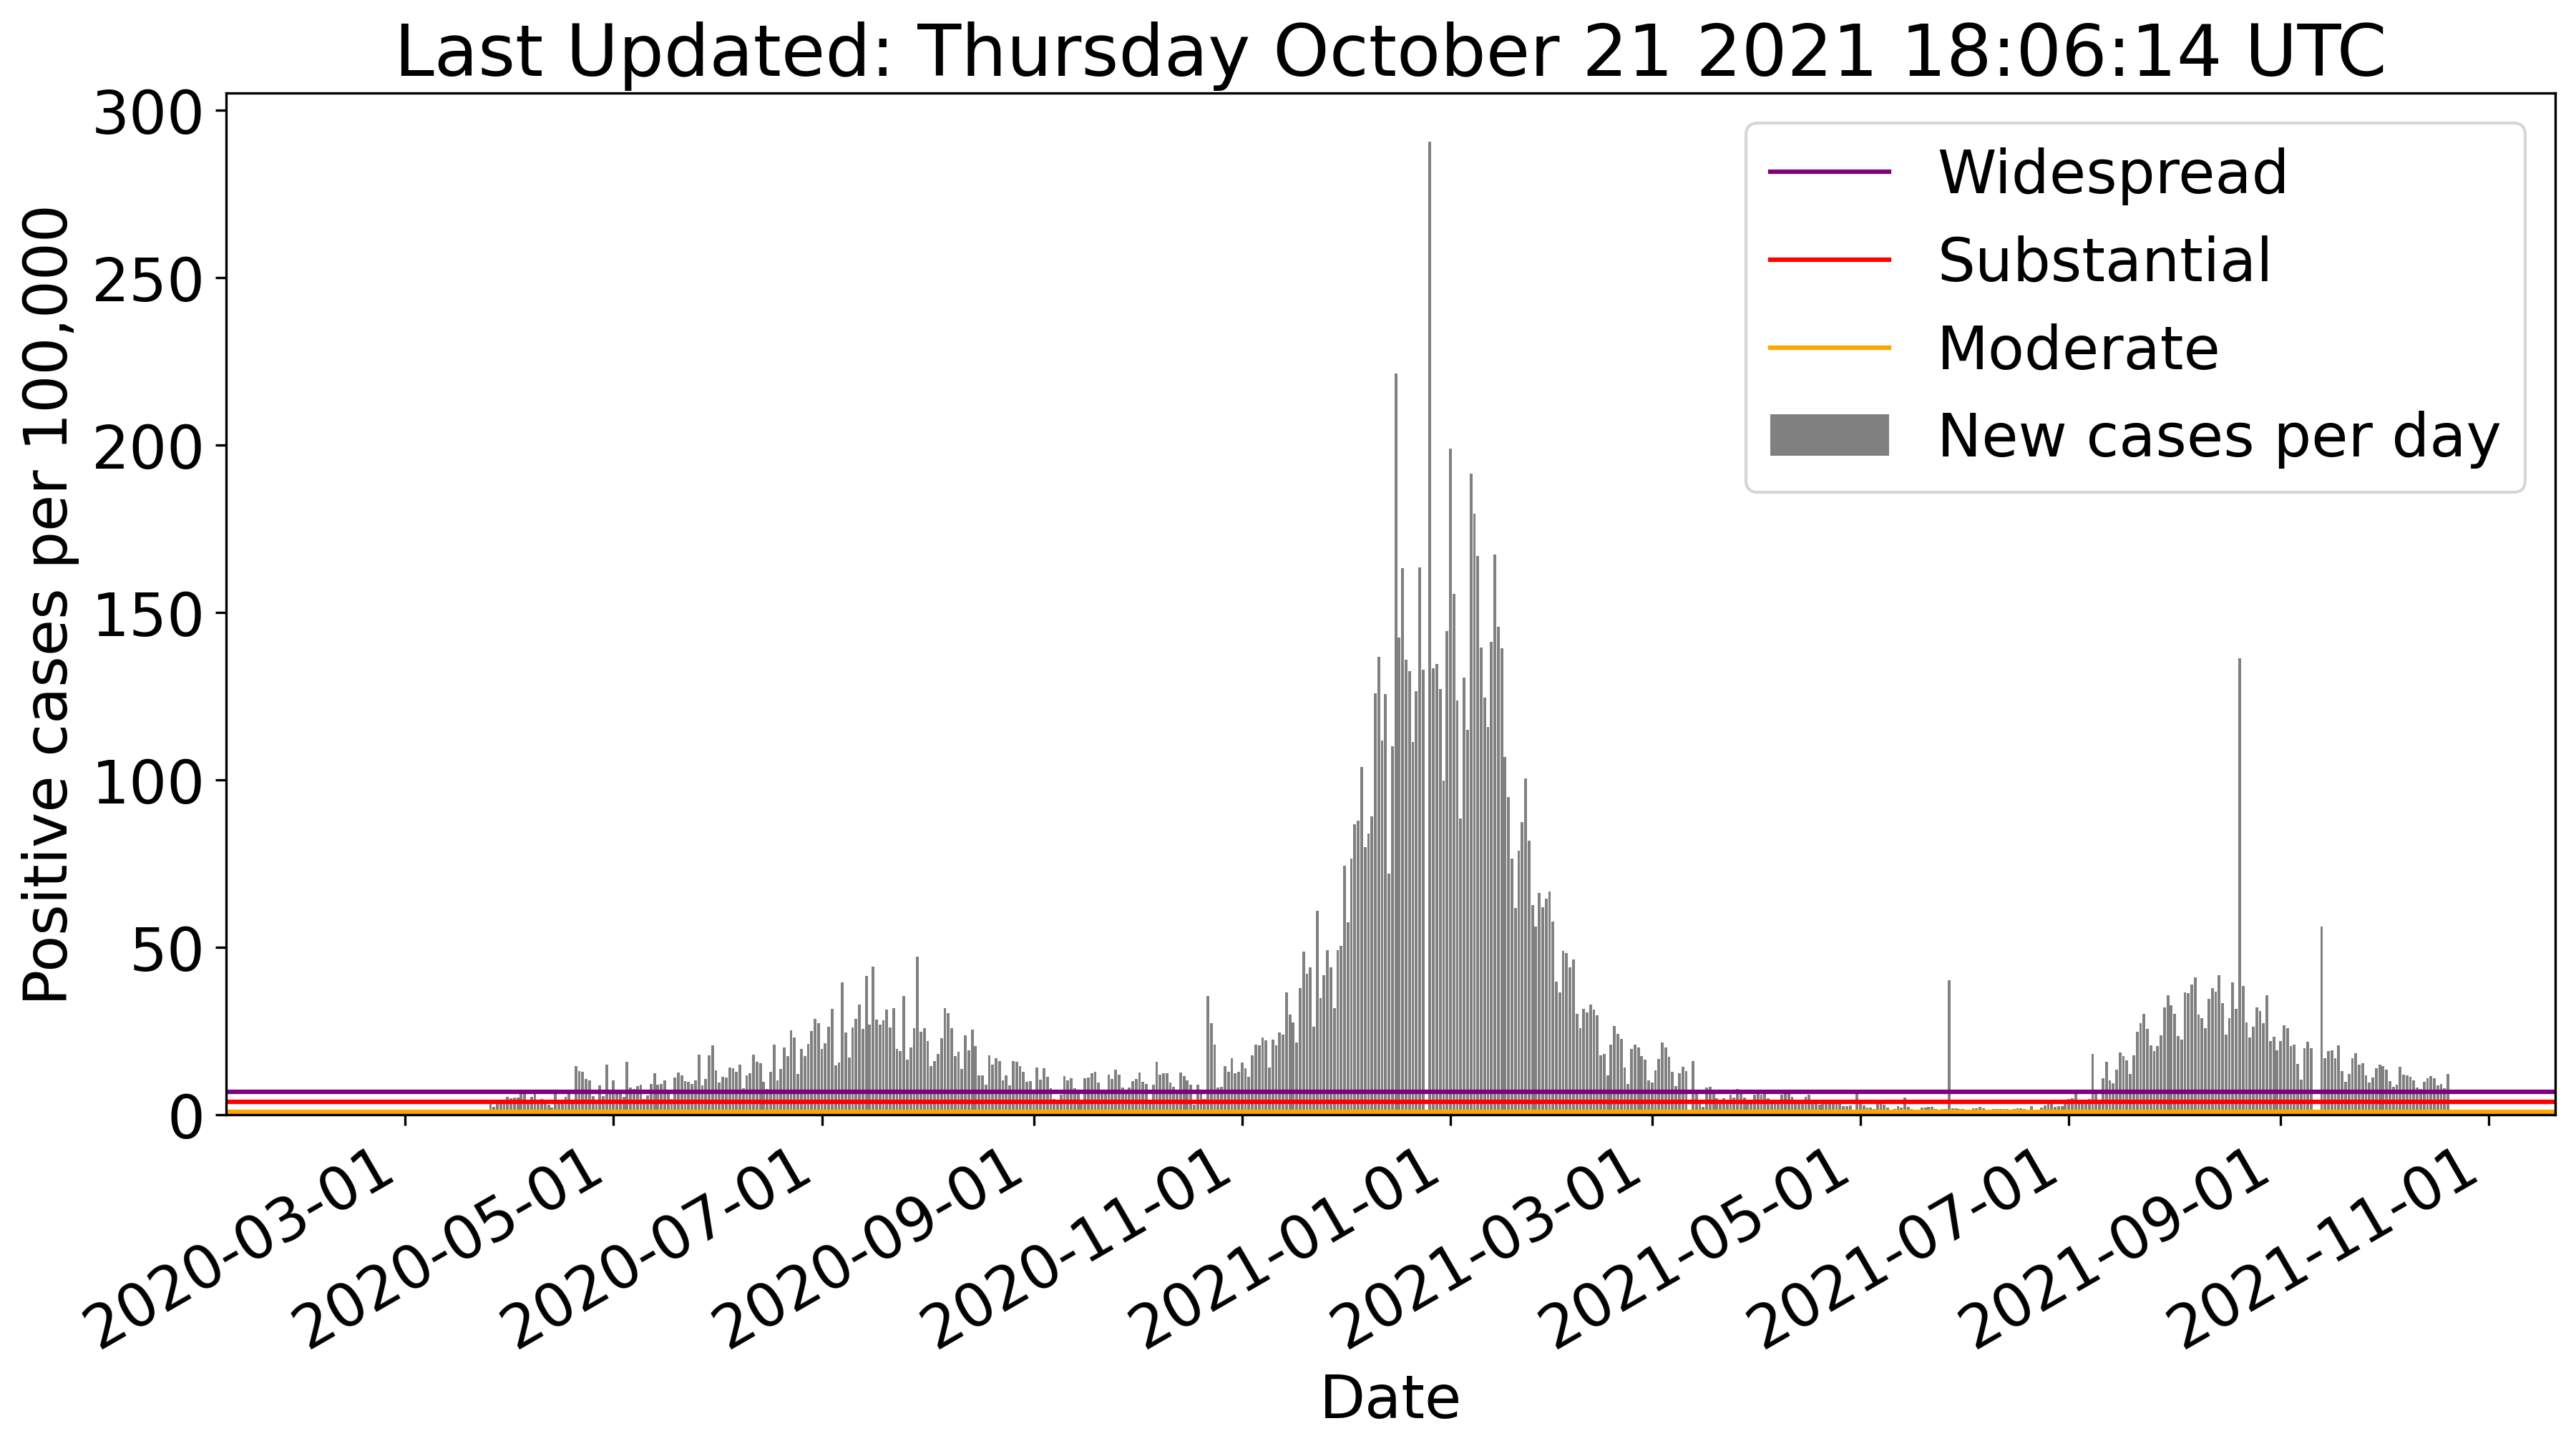 Last Updated: Thursday October 21 2021 18:06:14 UTC
Positive cases per 100,000
300
250
200
150
100
50
0
Widespread
Substantial
Moderate
New cases per day
2020-03-01
2020-05-01
2020-07-01
2020-09-01
2020-11-01
2021-01-01
2021-03-01
2021-05-01
2021-07-01
2021-09-01
2021-11-01
Date